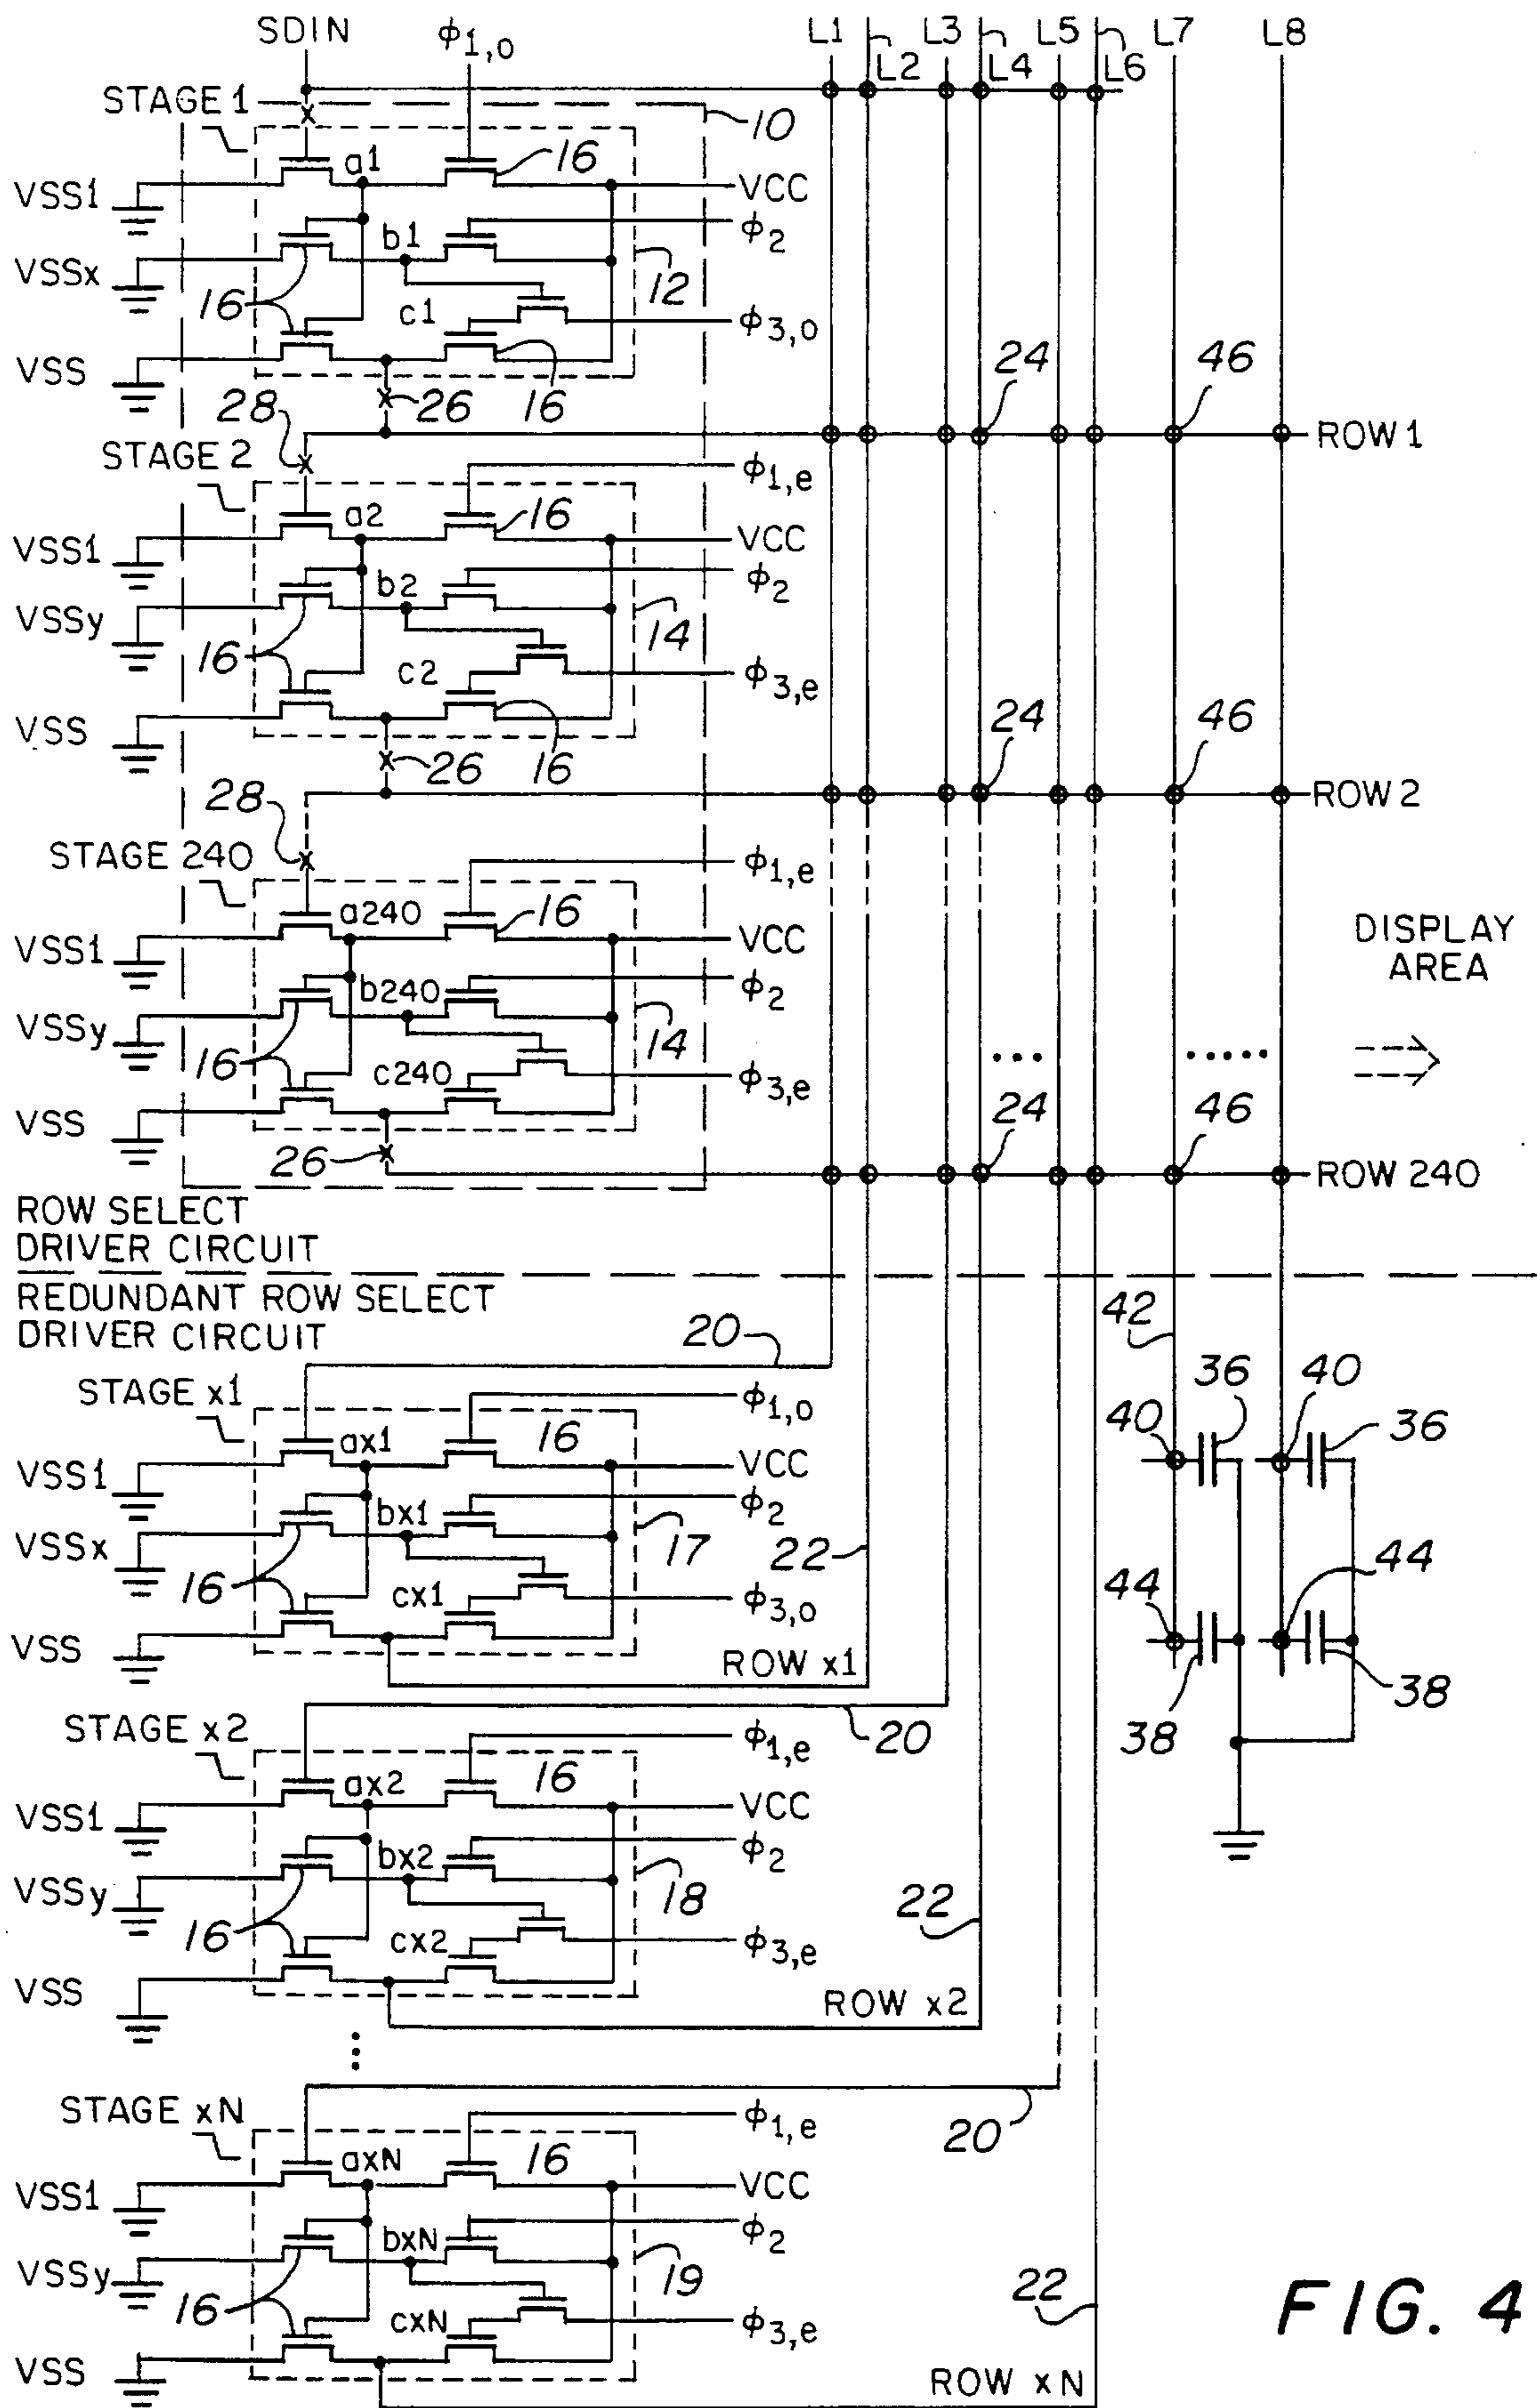 SDIN ϕ1,0 L1 L2 L3 L4 L5 L6 L7 L8
STAGE 1
10
a1
16
VSS1
VCC
b1
ϕ2
VSSx
12
16
c1
ϕ3,0
VSS
24
46
28
26
16
ROW 1
STAGE 2
ϕ1,e
a2
16
VSS1
VCC
b2
ϕ2
VSSy
14
16
c2
ϕ3,e
VSS
24
46
26
16
28
ROW 2
STAGE 240
ϕ1,e
a240
16
VSS1
VCC
DISPLAY
AREA
b240
ϕ2
VSSy
14
16
c240
ϕ3,e
VSS
24
46
26
ROW 240
ROW SELECT
DRIVER CIRCUIT
REDUNDANT ROW SELECT
DRIVER CIRCUIT
20
42
36
40
STAGE x1
ϕ1,0
40
36
ax1
16
VSS1
VCC
bx1
ϕ2
VSSx
17
22
16
cx1
ϕ3,0
44
44
VSS
ROW x1
38
38
STAGE x2
20
ϕ1,e
ax2
16
VSS1
VCC
bx2
ϕ2
VSSy
18
22
16
cx2
ϕ3,e
VSS
ROW x2
STAGE xN
ϕ1,e
20
axN
16
VSS1
VCC
bxN
ϕ2
VSSy
19
22
16
cxN
ϕ3,e
VSS
ROW xN
FIG. 4